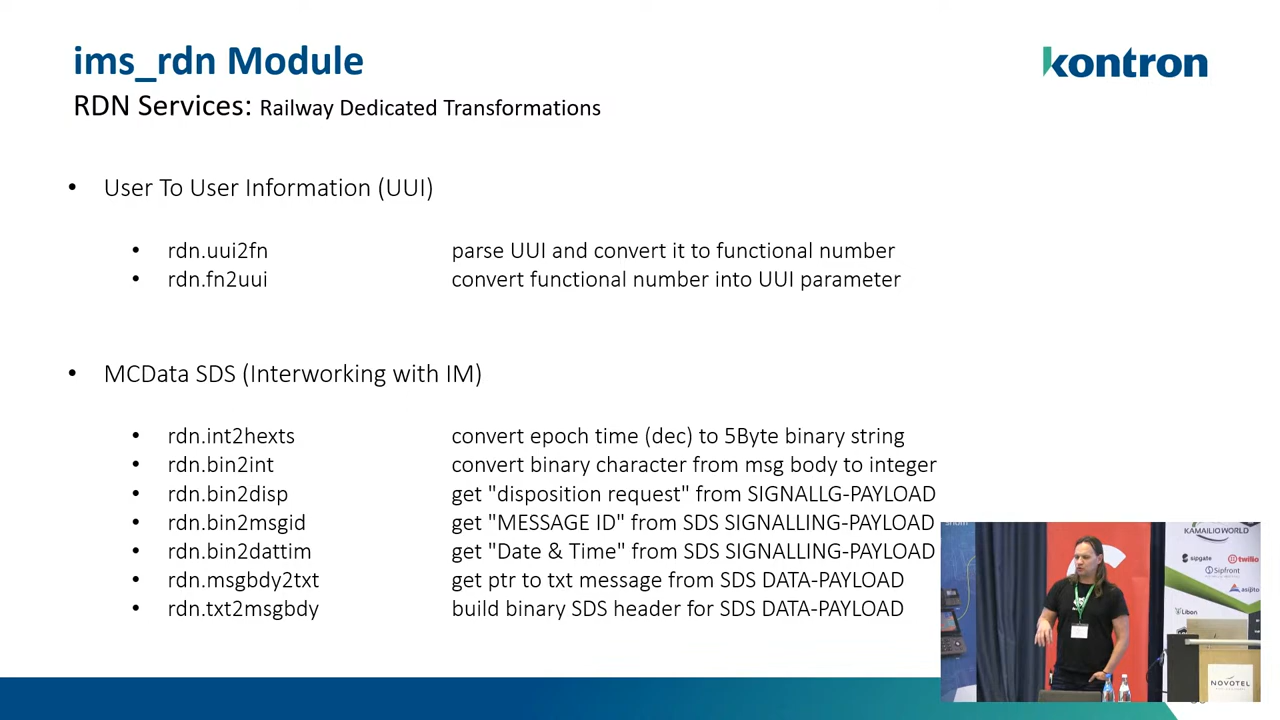 ims_rdn Module
kontron
RDN Services: Railway Dedicated Transformations
• User To User Information (UUI)
• rdn.uui2fn parse UUI and convert it to functional number
• rdn.fn2uui convert functional number into UUI parameter
• MCData SDS (Interworking with IM)
• rdn.int2hexts convert epoch time (dec) to 5Byte binary string
• rdn.bin2int convert binary character from msg body to integer
• rdn.bin2disp get "disposition request" from SIGNALLG-PAYLOAD
• rdn.bin2msgid get "MESSAGE ID" from SDS SIGNALLING-PAYLOAD
• rdn.bin2dattim get "Date & Time" from SDS SIGNALLING-PAYLOAD
• rdn.msgbdy2txt get ptr to txt message from SDS DATA-PAYLOAD
• rdn.txt2msgbdy build binary SDS header for SDS DATA-PAYLOAD
KAMAILIO WORLD
sipgate
twilio
Sipfront
asipto
Libon
NOVOTEL